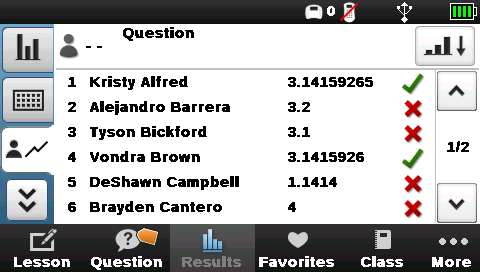 0
Question
- -
1 Kristy Alfred 3.14159265
2 Alejandro Barrera 3.2
3 Tyson Bickford 3.1
4 Vondra Brown 3.1415926
5 DeShawn Campbell 1.1414
6 Brayden Cantero 4
1/2
Lesson Question Results Favorites Class More